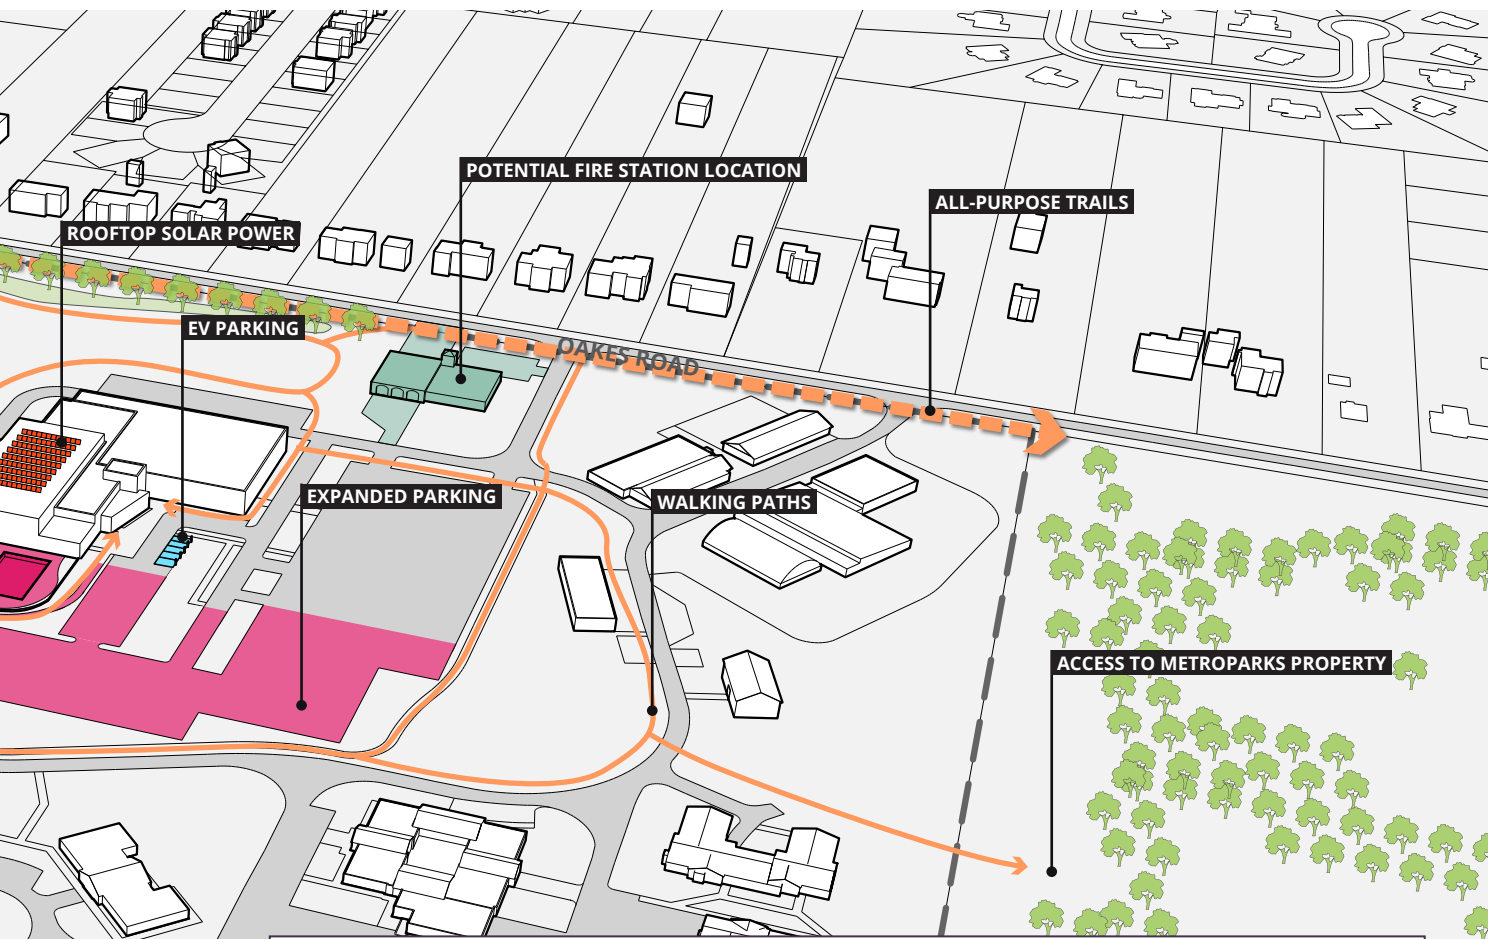 POTENTIAL FIRE STATION LOCATION
ALL-PURPOSE TRAILS
ROOFTOP SOLAR POWER
EV PARKING
OAKES ROAD
EXPANDED PARKING
WALKING PATHS
ACCESS TO METROPARKS PROPERTY